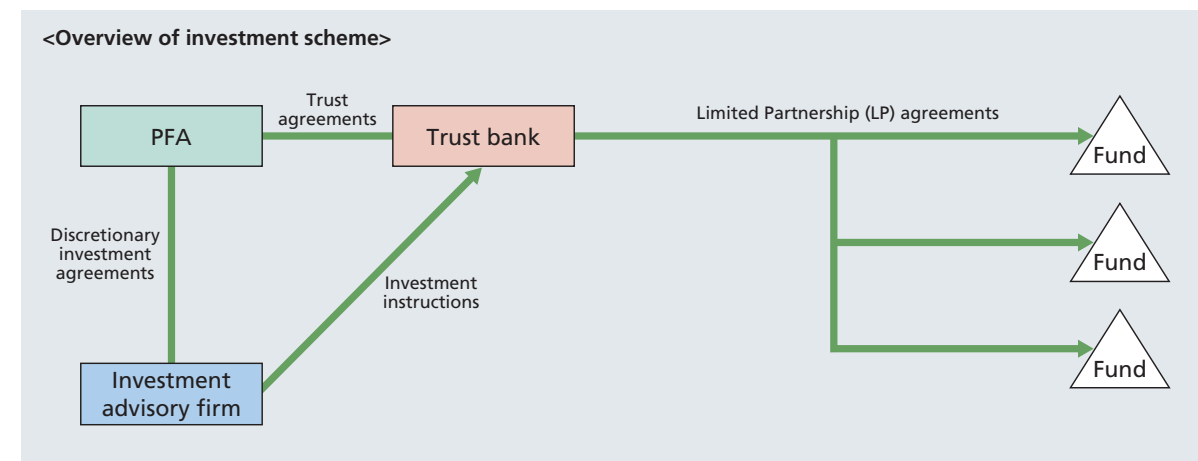 <Overview of investment scheme>
Trust
agreements
Limited Partnership (LP) agreements
PFA
Trust bank
Fund
Discretionary
investment
agreements
Fund
Investment
instructions
Investment
advisory firm
Fund